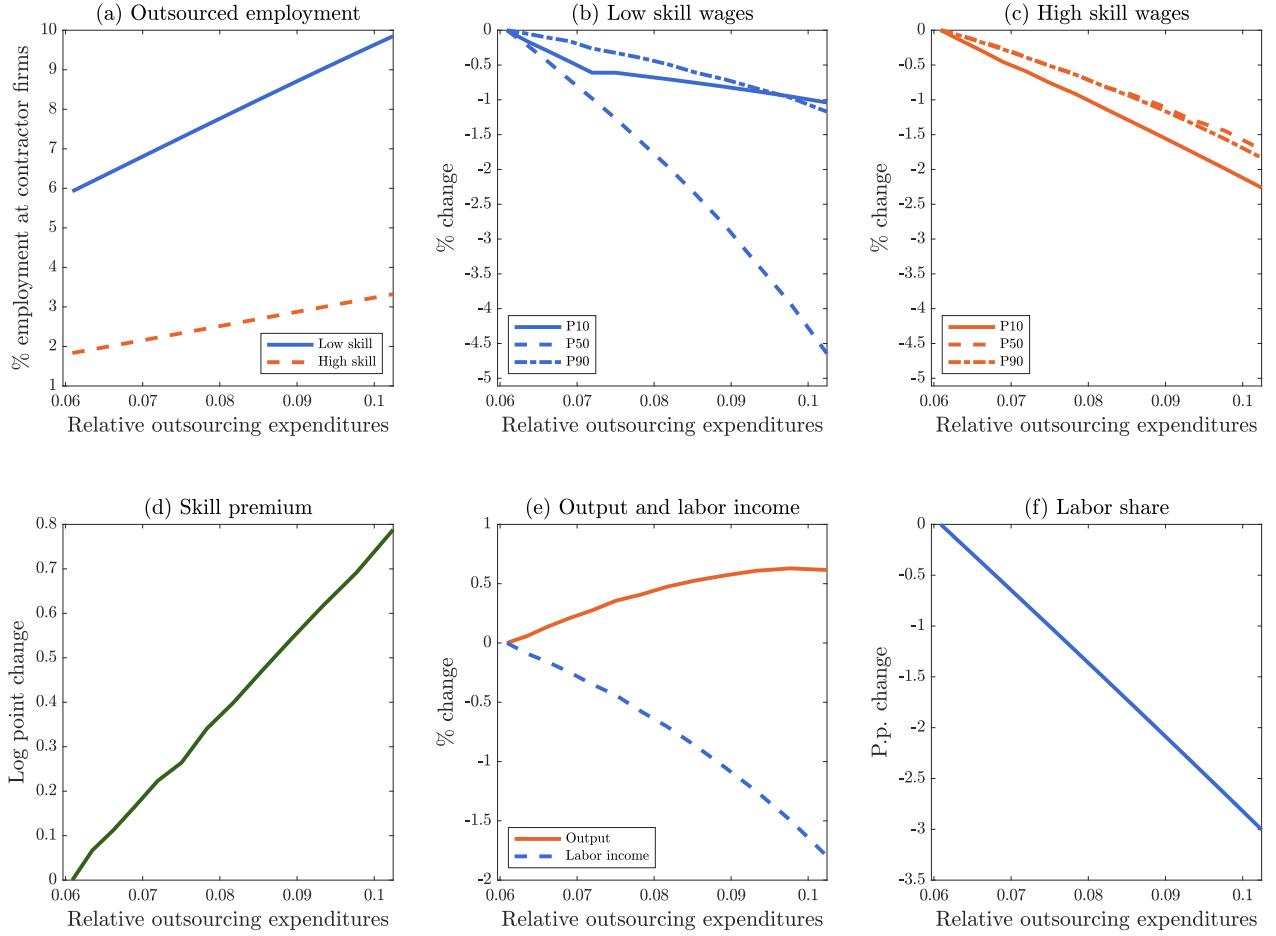 (a) Outsourced employment
% employment at contractor firms
10
9
8
7
6
5
4
3
2
1
Low skill
High skill
0.06 0.07 0.08 0.09 0.1
Relative outsourcing expenditures
(b) Low skill wages
% change
0
-0.5
-1
-1.5
-2
-2.5
-3
-3.5
-4
-4.5
-5
P10
P50
P90
0.06 0.07 0.08 0.09 0.1
Relative outsourcing expenditures
(c) High skill wages
% change
0
-0.5
-1
-1.5
-2
-2.5
-3
-3.5
-4
-4.5
-5
P10
P50
P90
0.06 0.07 0.08 0.09 0.1
Relative outsourcing expenditures
(d) Skill premium
Log point change
0.8
0.7
0.6
0.5
0.4
0.3
0.2
0.1
0
0.06 0.07 0.08 0.09 0.1
Relative outsourcing expenditures
(e) Output and labor income
% change
1
0.5
0
-0.5
-1
-1.5
-2
Output
Labor income
0.06 0.07 0.08 0.09 0.1
Relative outsourcing expenditures
(f) Labor share
P.p. change
0
-0.5
-1
-1.5
-2
-2.5
-3
-3.5
0.06 0.07 0.08 0.09 0.1
Relative outsourcing expenditures